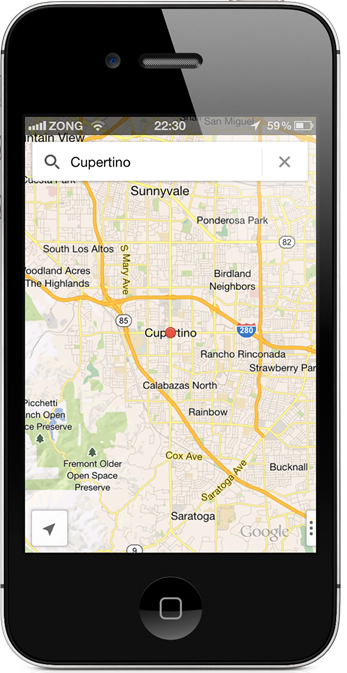 ZONG 22:30 59%
San Miguel
ntain View
Cupertino
Cuesta Park
Sunnyvale
Ponderosa Park
82
South Los Altos
S Mary Ave
oodland Acres
The Highlands
Birdland
Neighbors
85
Cupertino
280
Rancho Rinconada
Strawberry Par
Calabazas North
Picchetti
nch Open
ce Preserve
Rainbow
Cox Ave
Fremont Older
Open Space
Preserve
Saratoga Ave
Bucknall
Saratoga
Google
9